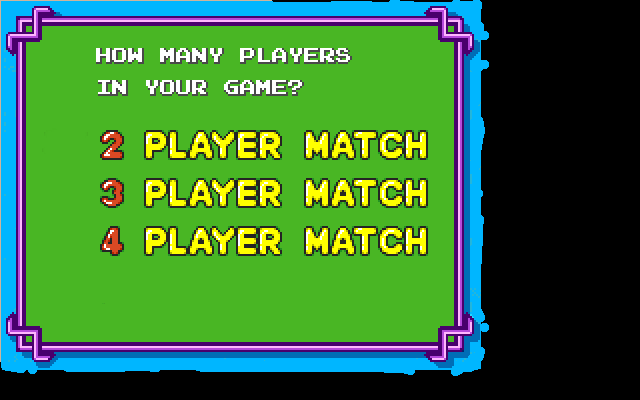 HOW MANY PLAYERS
IN YOUR GAME?
2 PLAYER MATCH
3 PLAYER MATCH
4 PLAYER MATCH